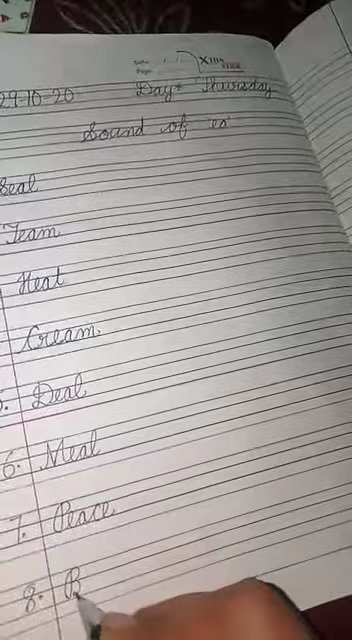 29-10-20 Day+ Thursday
Sound of 'ea'
Seal
Team
Heat
Cream
5. Deal
6. Meal
7. Peace
8. B